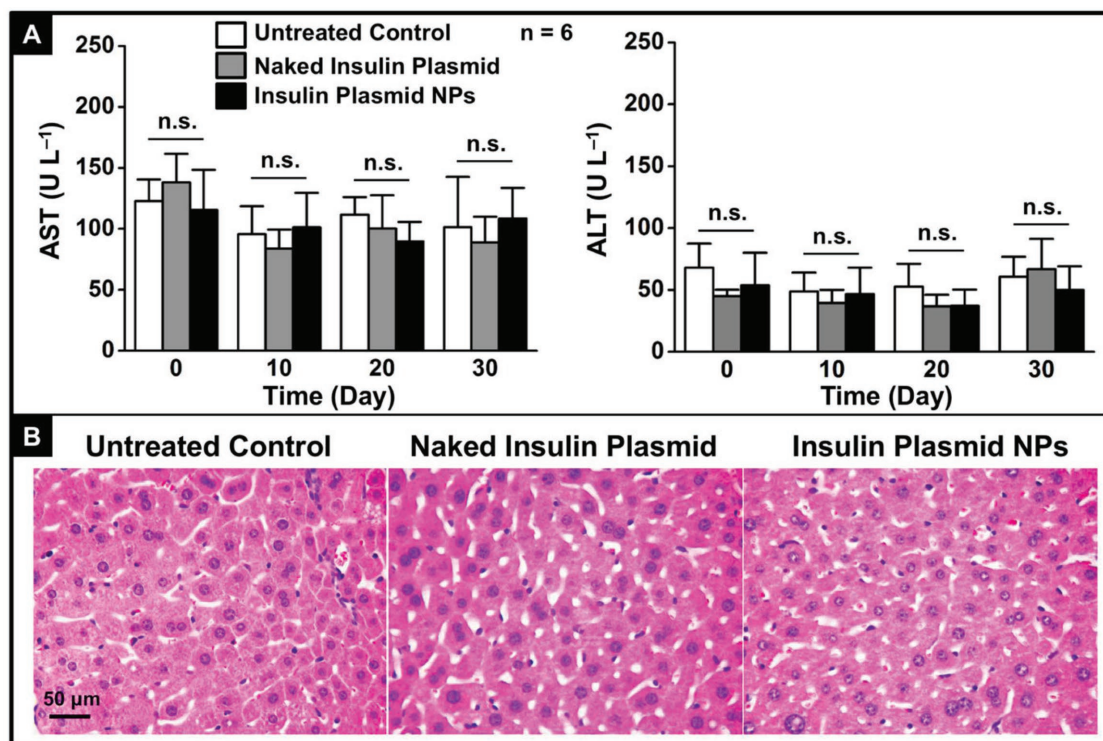 A
Untreated Control n = 6
Naked Insulin Plasmid
Insulin Plasmid NPs
250
200
150
100
50
0
AST (U L⁻¹)
n.s.
n.s.
n.s.
n.s.
0 10 20 30
Time (Day)
250
200
150
100
50
0
ALT (U L⁻¹)
n.s.
n.s.
n.s.
n.s.
0 10 20 30
Time (Day)
B
Untreated Control
Naked Insulin Plasmid
Insulin Plasmid NPs
50 µm